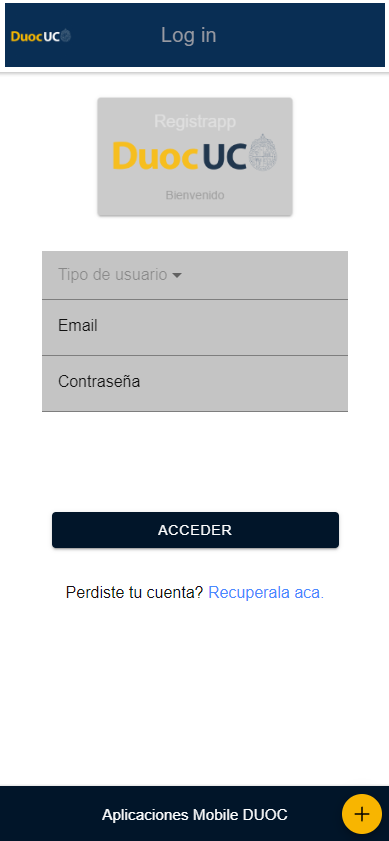 DuocUC
Log in
Registrapp
DuocUC
Bienvenido
Tipo de usuario
Email
Contraseña
ACCEDER
Perdiste tu cuenta? Recuperala aca.
Aplicaciones Mobile DUOC